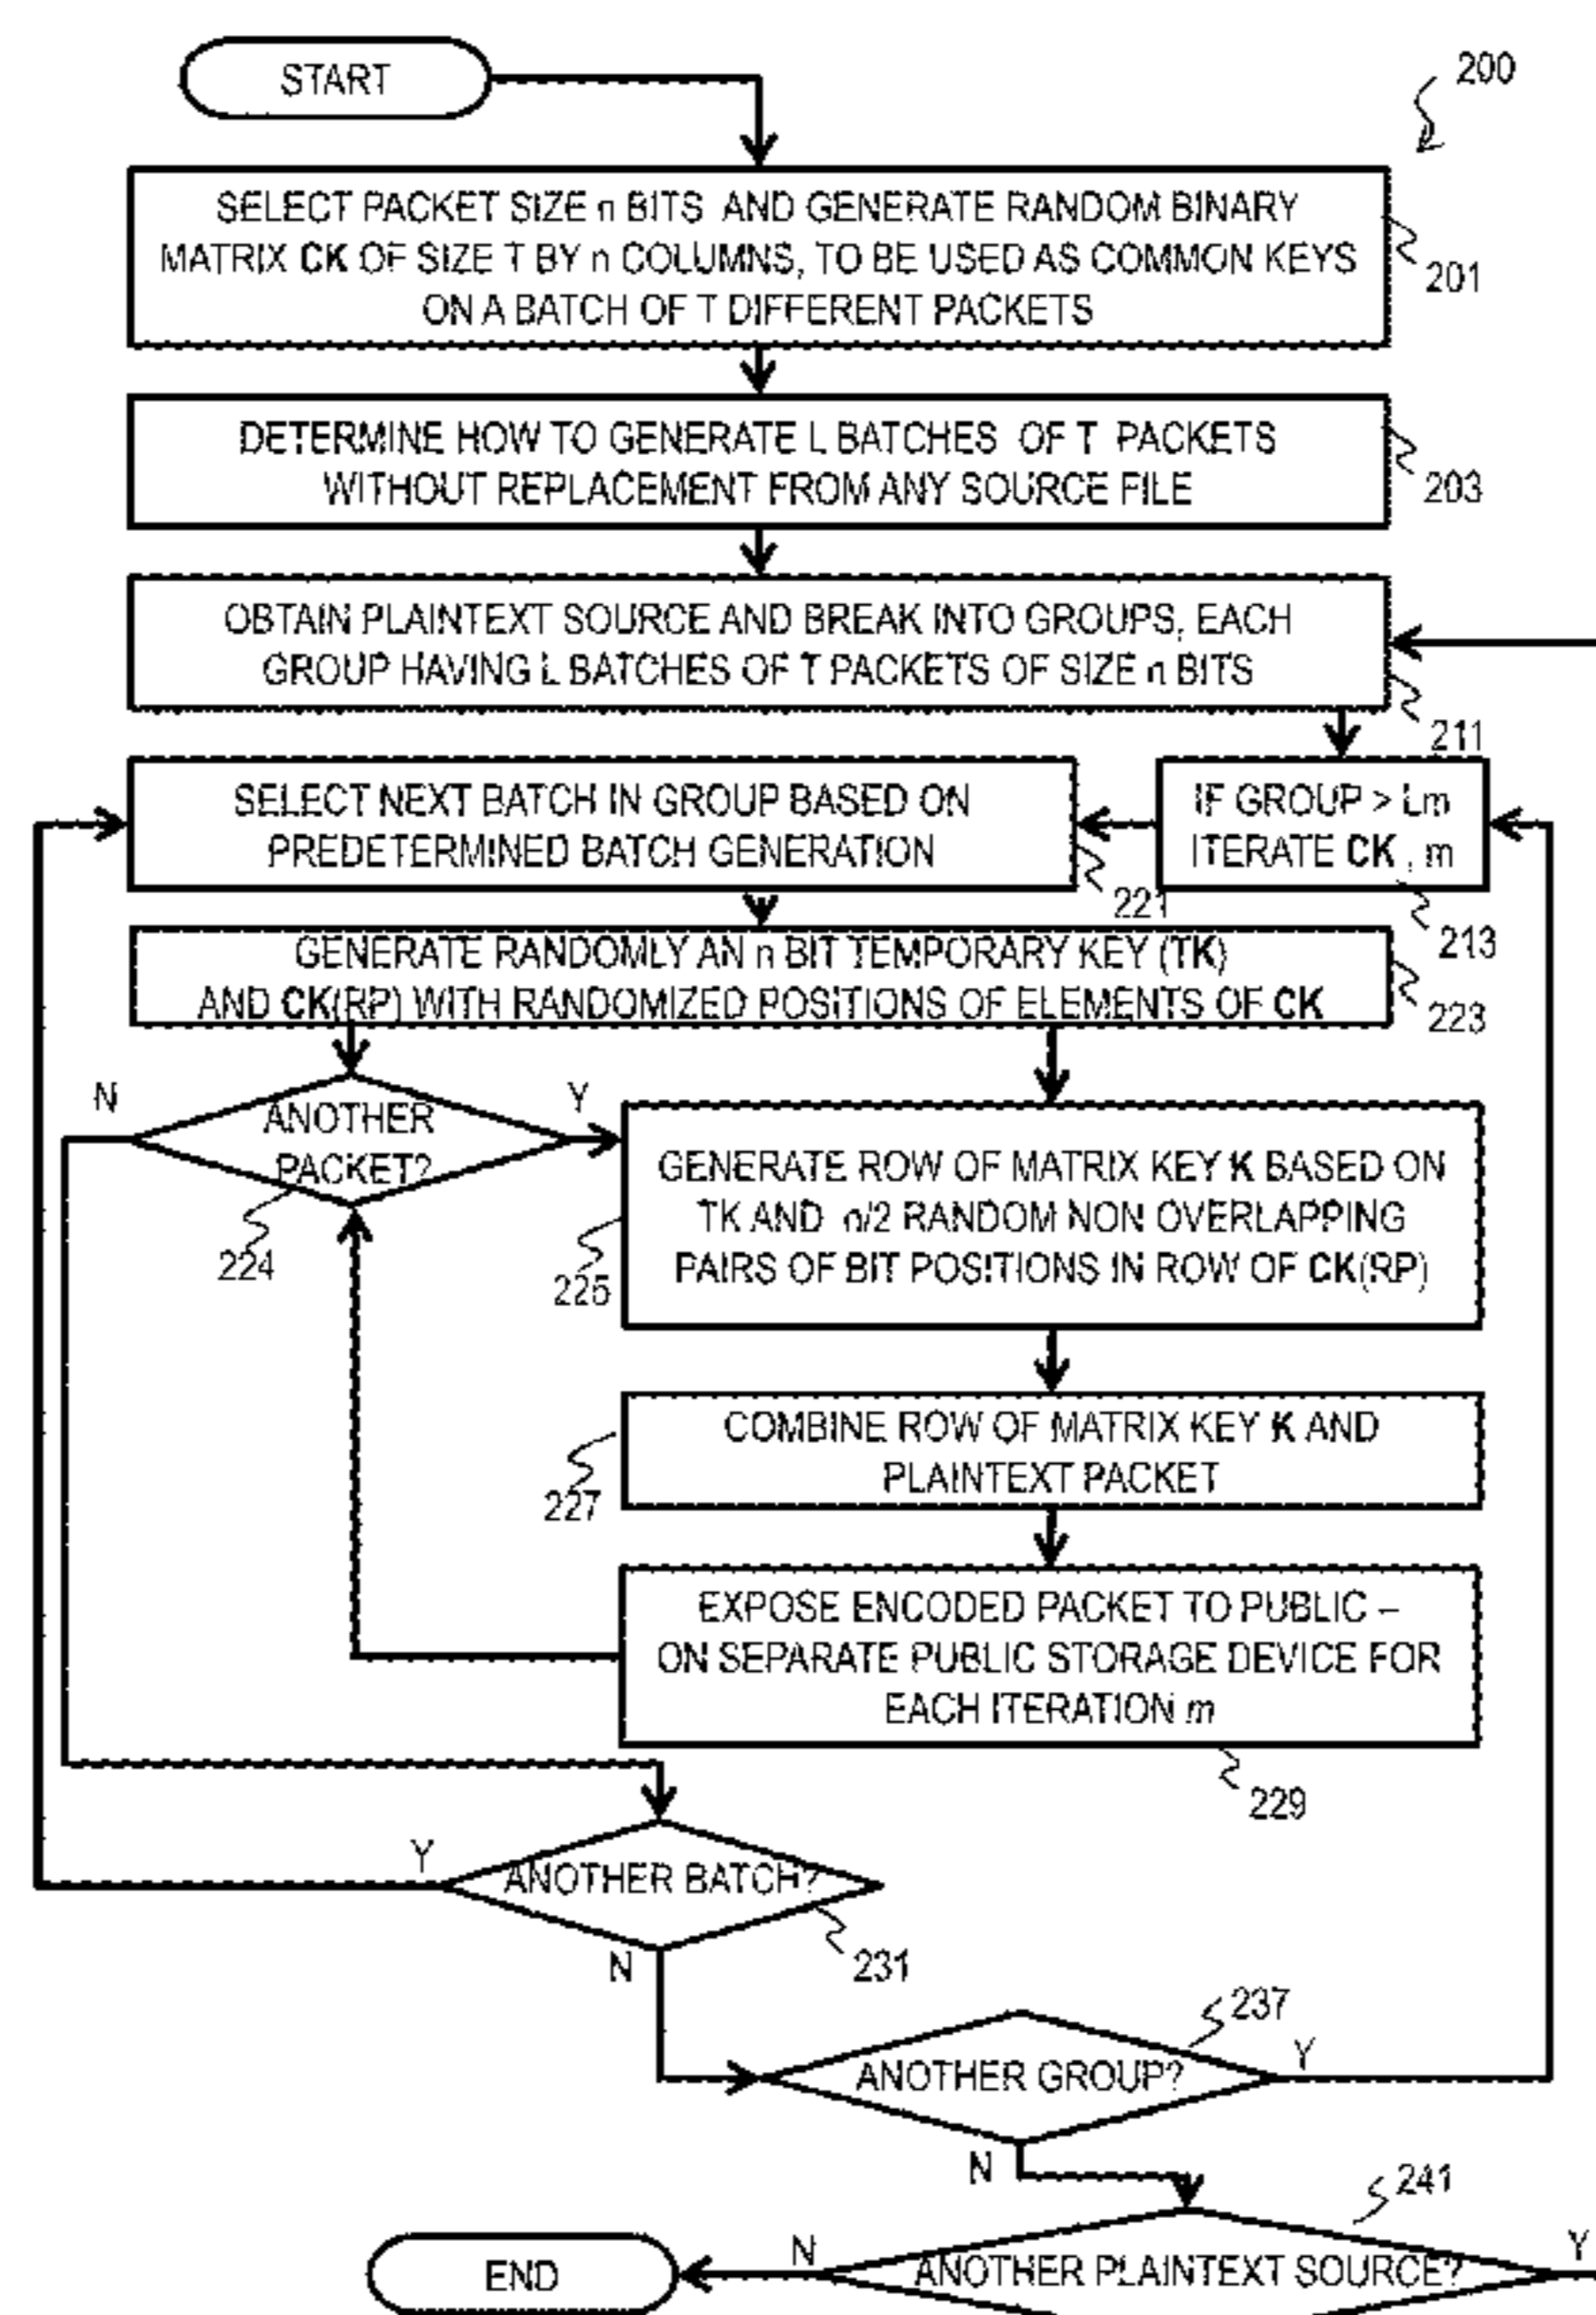 START
200
SELECT PACKET SIZE n BITS AND GENERATE RANDOM BINARY
MATRIX CK OF SIZE T BY n COLUMNS, TO BE USED AS COMMON KEYS
ON A BATCH OF T DIFFERENT PACKETS
201
DETERMINE HOW TO GENERATE L BATCHES OF T PACKETS
WITHOUT REPLACEMENT FROM ANY SOURCE FILE
203
OBTAIN PLAINTEXT SOURCE AND BREAK INTO GROUPS, EACH
GROUP HAVING L BATCHES OF T PACKETS OF SIZE n BITS
211
IF GROUP > Lm
ITERATE CK , m
213
SELECT NEXT BATCH IN GROUP BASED ON
PREDETERMINED BATCH GENERATION
221
GENERATE RANDOMLY AN n BIT TEMPORARY KEY (TK)
AND CK(RP) WITH RANDOMIZED POSITIONS OF ELEMENTS OF CK
223
N
ANOTHER
PACKET?
Y
224
GENERATE ROW OF MATRIX KEY K BASED ON
TK AND n/2 RANDOM NON OVERLAPPING
PAIRS OF BIT POSITIONS IN ROW OF CK(RP)
225
COMBINE ROW OF MATRIX KEY K AND
PLAINTEXT PACKET
227
EXPOSE ENCODED PACKET TO PUBLIC –
ON SEPARATE PUBLIC STORAGE DEVICE FOR
EACH ITERATION m
229
Y
ANOTHER BATCH?
231
N
237
ANOTHER GROUP?
Y
N
241
ANOTHER PLAINTEXT SOURCE?
Y
N
END